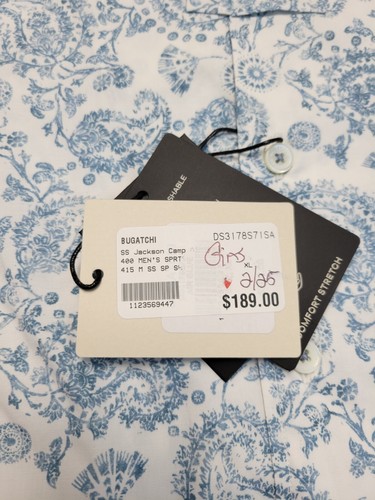 SHABLE
BUGATCHI
DS3178S71SA
SS Jackson Camp
400 MEN'S SPRT
415 M SS SP
XL
2/25
1123569447
$189.00
COMFORT STRETCH